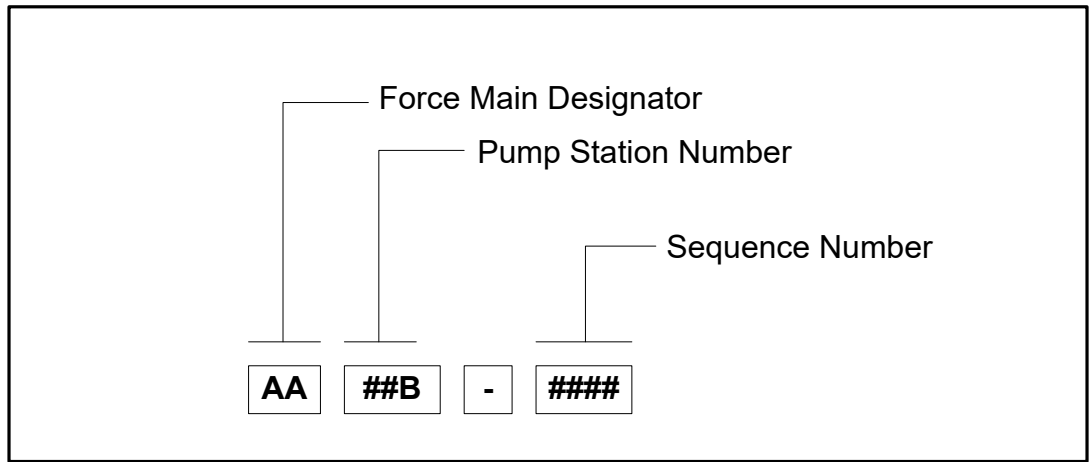 Force Main Designator
Pump Station Number
Sequence Number
AA ##B - ####